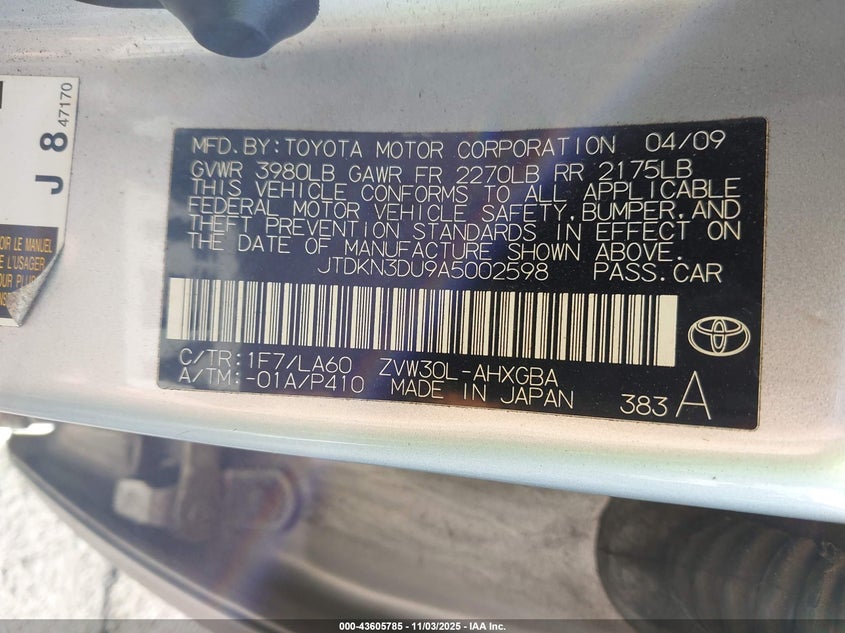 J 8
47170
OIR LE MANUEL
L'USAGER
MFD.BY:TOYOTA MOTOR CORPORATION 04/09
GVWR 3980LB GAWR FR 2270LB RR 2175LB
THIS VEHICLE CONFORMS TO ALL APPLICABLE
FEDERAL MOTOR VEHICLE SAFETY,BUMPER,AND
THEFT PREVENTION STANDARDS IN EFFECT ON
THE DATE OF MANUFACTURE SHOWN ABOVE.
JTDKN3DU9A5002598 PASS.CAR
C/TR:1F7/LA60 ZVW30L-AHXGBA
A/TM:-01A/P410 MADE IN JAPAN 383 A
000-43605785 - 11/03/2025 - IAA Inc.